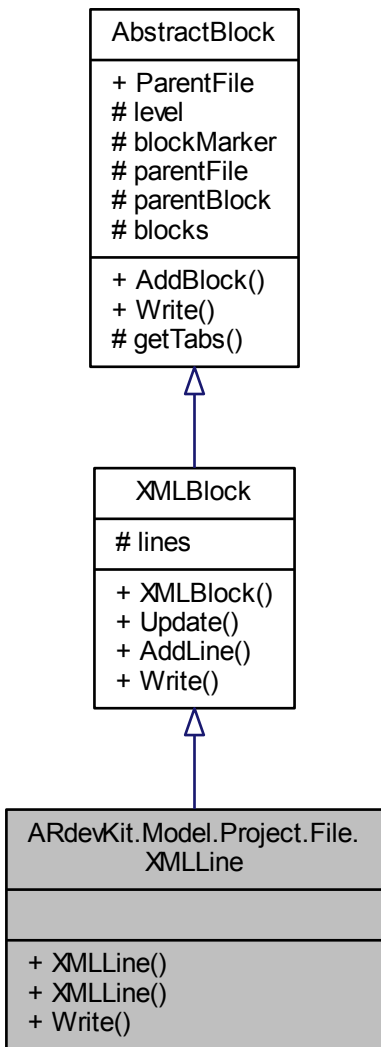 AbstractBlock
+ ParentFile
# level
# blockMarker
# parentFile
# parentBlock
# blocks
+ AddBlock()
+ Write()
# getTabs()
XMLBlock
# lines
+ XMLBlock()
+ Update()
+ AddLine()
+ Write()
ARdevKit.Model.Project.File.
XMLLine
+ XMLLine()
+ XMLLine()
+ Write()